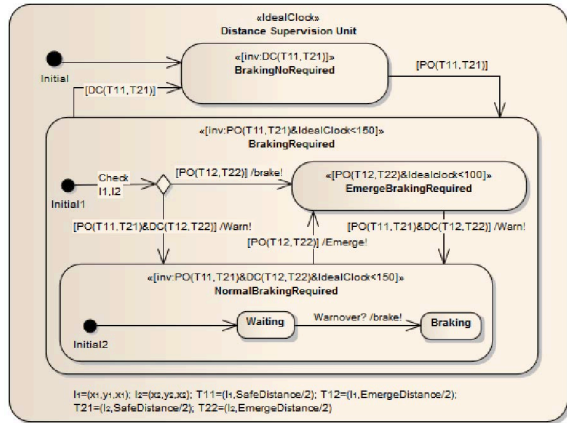 «IdealClock»
Distance Supervision Unit
Initial
«[inv:DC(T11,T21)]»
BrakingNoRequired
[PO(T11,T21)]
[DC(T11,T21)]
«[inv:PO(T11,T21)&IdealClock<150]»
BrakingRequired
Initial1
Check
I1,I2
[PO(T12,T22)] /brake!
«[PO(T12,T22)&Idealclock<100]»
EmergeBrakingRequired
[PO(T11,T21)&DC(T12,T22)] /Warn!
[PO(T11,T21)&DC(T12,T22)] /Warn!
[PO(T12,T22)] /Emerge!
«[inv:PO(T11,T21)&DC(T12,T22)&IdealClock<150]»
NormalBrakingRequired
Initial2
Waiting
Warnover? /brake!
Braking
I₁=(x₁,y₁,x₁); I₂=(x₂,y₂,x₂); T11=(I₁,SafeDistance/2); T12=(I₁,EmergeDistance/2);
T21=(I₂,SafeDistance/2); T22=(I₂,EmergeDistance/2)